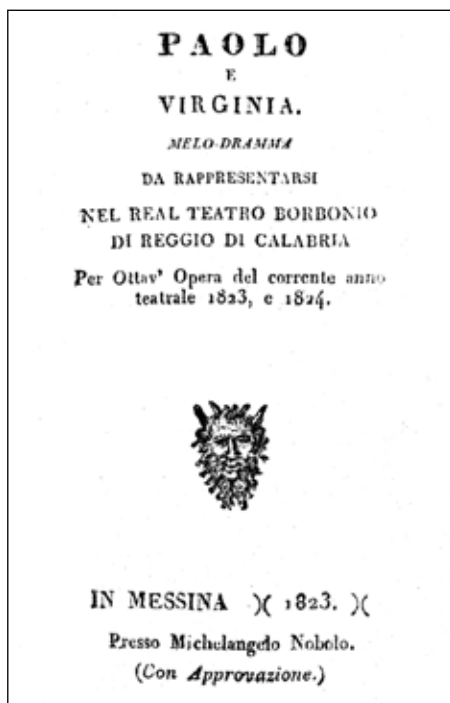 PAOLO
E
VIRGINIA.
MELO-DRAMMA
DA RAPPRESENTARSI
NEL REAL TEATRO BORBONIO
DI REGGIO DI CALABRIA
Per Ottav' Opera del corrente anno
teatrale 1823, e 1824.
IN MESSINA )( 1823. )(
Presso Michelangelo Nobolo.
(Con Approvazione.)